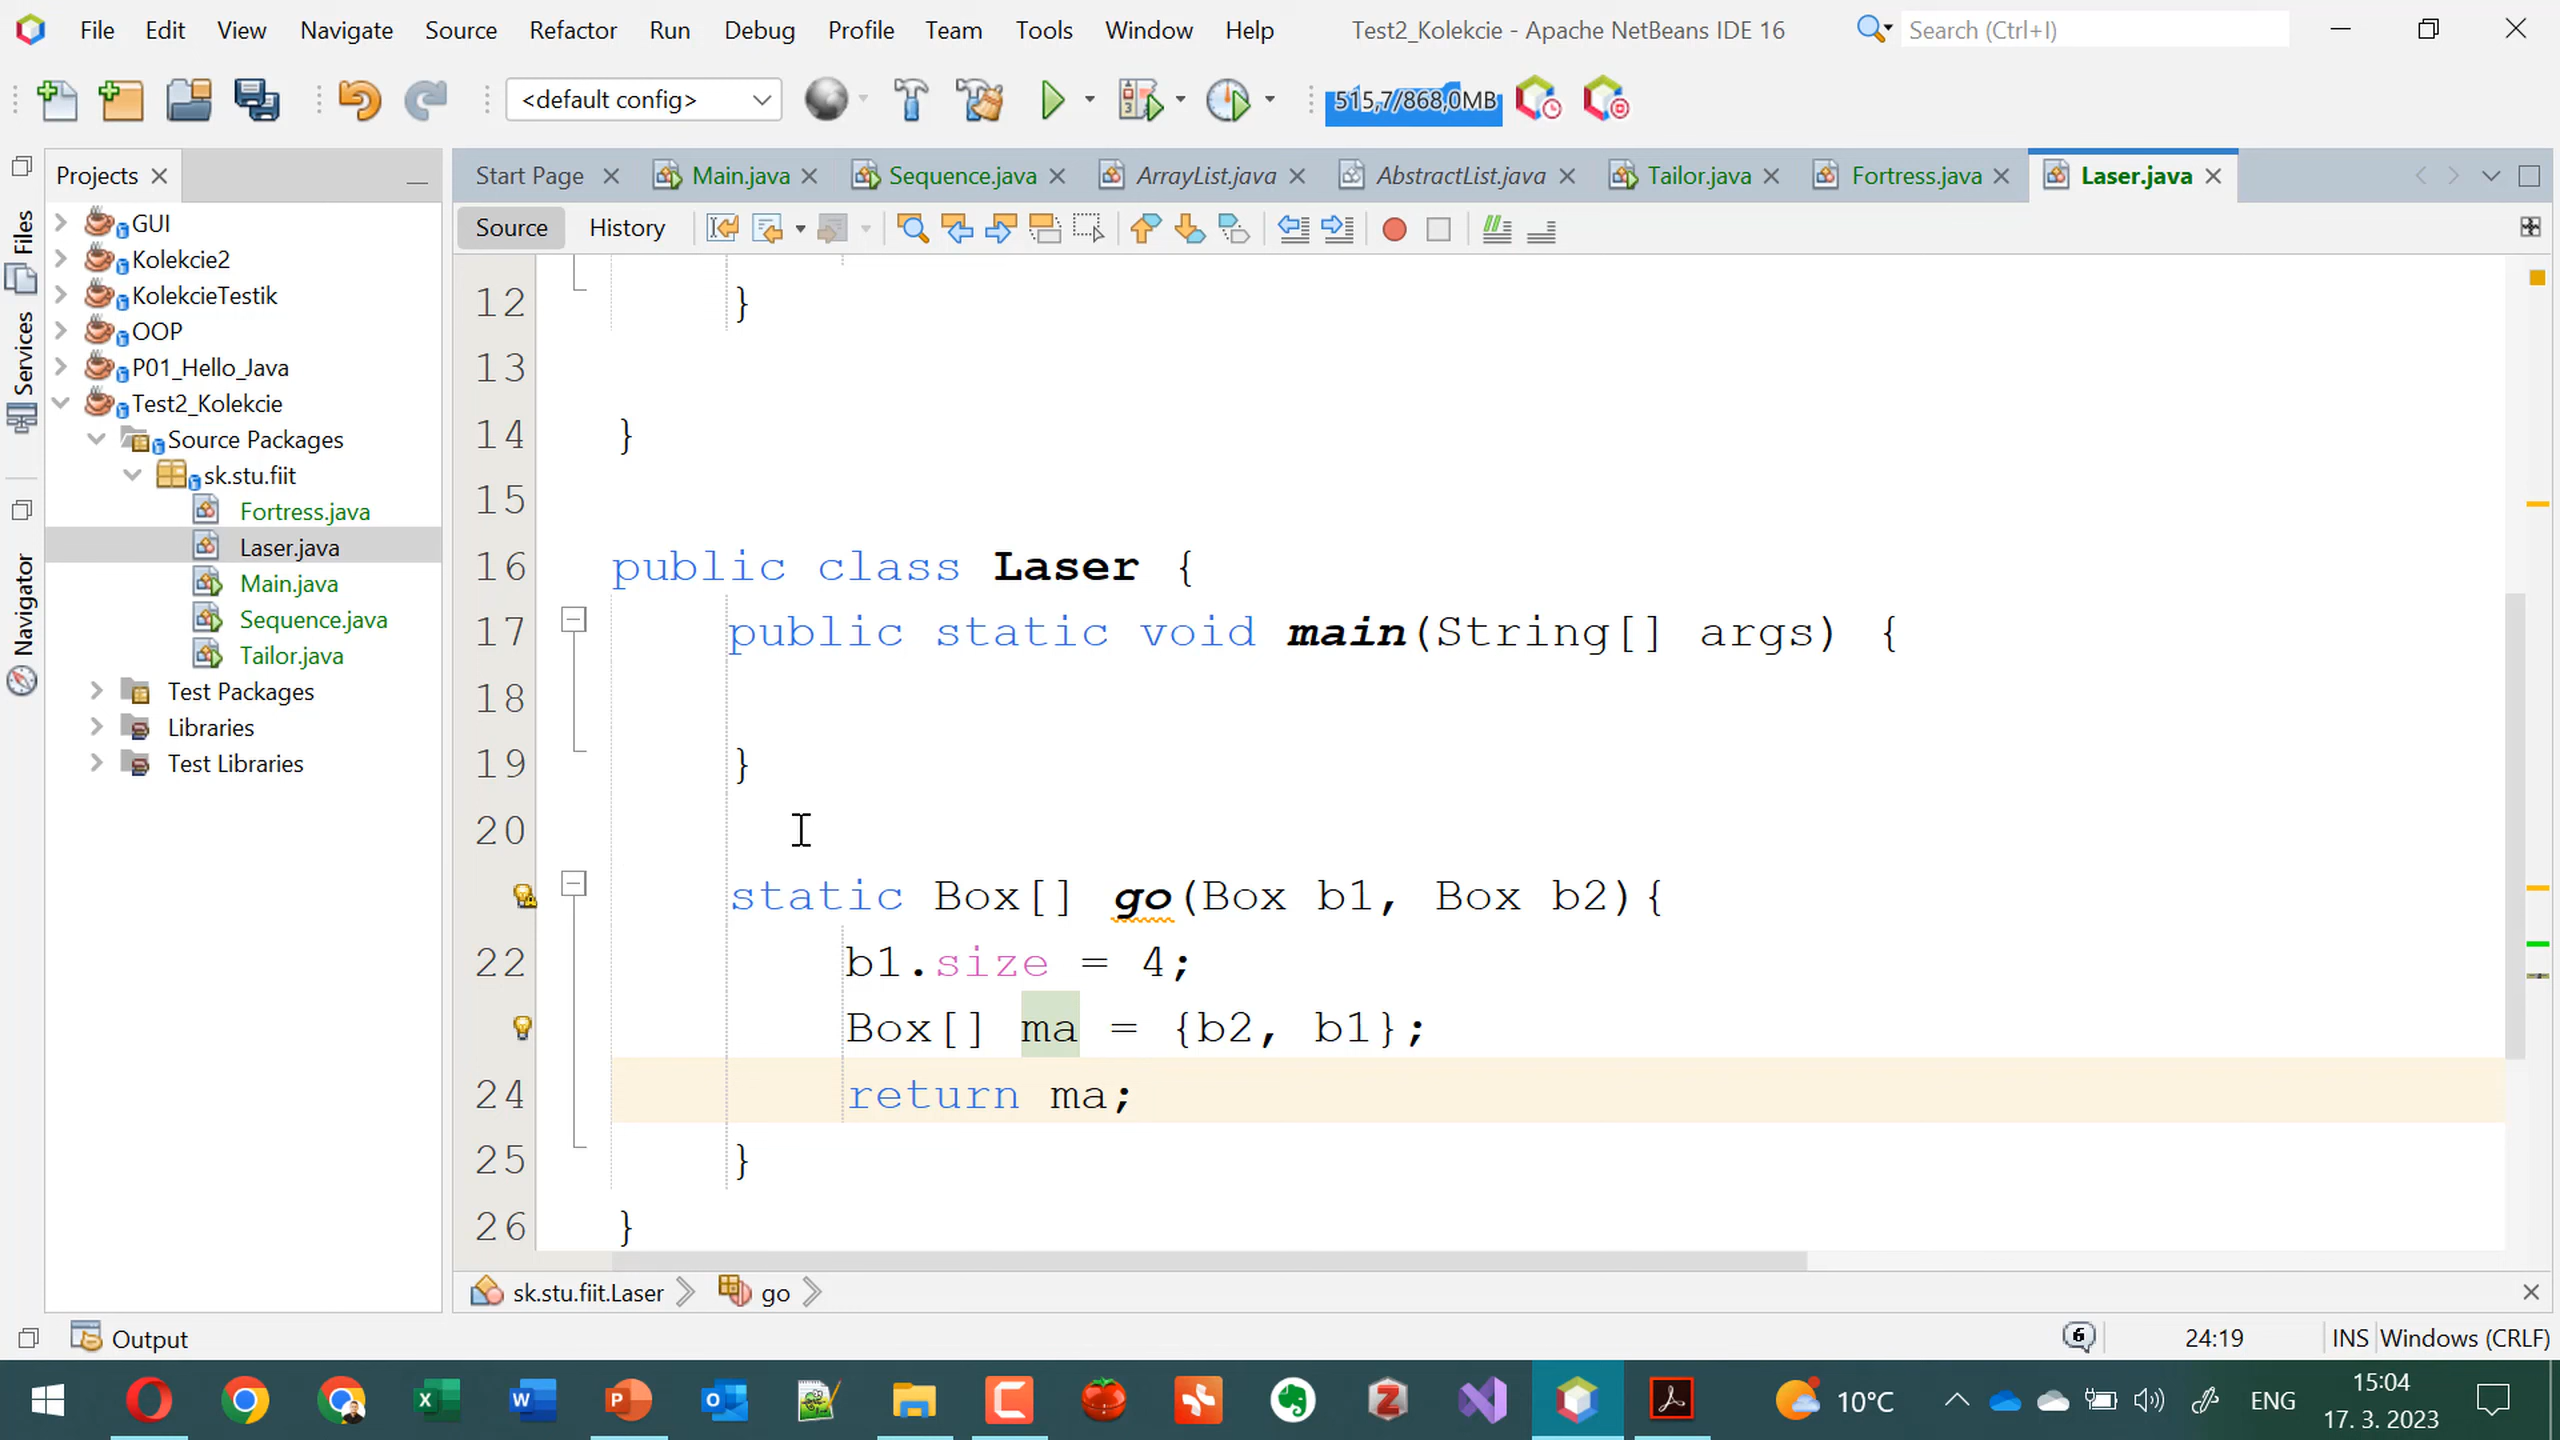 File Edit View Navigate Source Refactor Run Debug Profile Team Tools Window Help
Test2_Kolekcie - Apache NetBeans IDE 16
Search (Ctrl+I)
<default config>
515,7/868,0MB
Projects
Start Page Main.java Sequence.java ArrayList.java AbstractList.java Tailor.java Fortress.java Laser.java
Source History
Files
Services
Navigator
GUI
Kolekcie2
KolekcieTestik
OOP
P01_Hello_Java
Test2_Kolekcie
Source Packages
sk.stu.fiit
Fortress.java
Laser.java
Main.java
Sequence.java
Tailor.java
Test Packages
Libraries
Test Libraries
12 }
13
14 }
15
16 public class Laser {
17 public static void main(String[] args) {
18
19 }
20
static Box[] go(Box b1, Box b2){
22 b1.size = 4;
Box[] ma = {b2, b1};
24 return ma;
25 }
26 }
sk.stu.fiit.Laser go
Output
6
24:19 INS Windows (CRLF)
10°C
ENG
15:04
17. 3. 2023